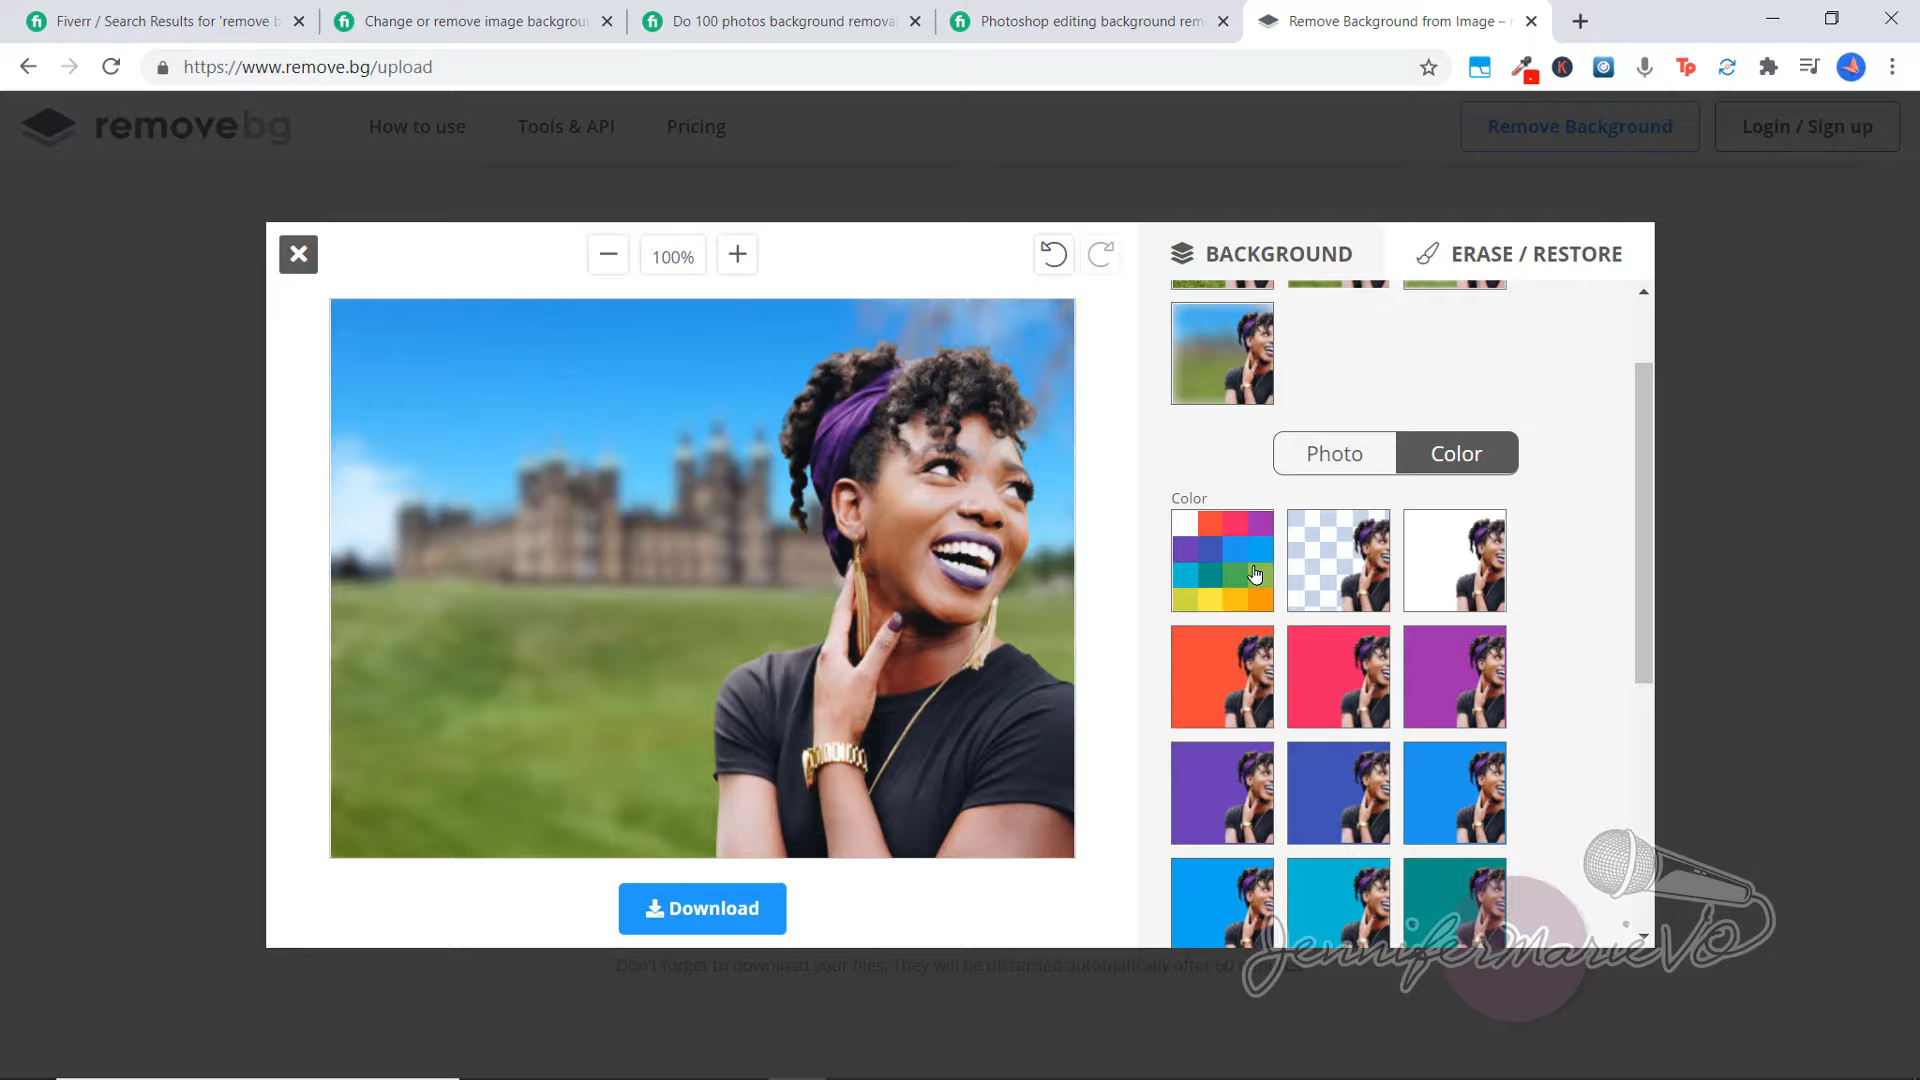 Fiverr / Search Results for 'remove b
Change or remove image backgrou
Do 100 photos background remova
Photoshop editing background rem
Remove Background from Image –
https://www.remove.bg/upload
K
Tp
removebg
How to use
Tools & API
Pricing
Remove Background
Login / Sign up
100%
BACKGROUND
ERASE / RESTORE
Photo
Color
Color
Download
Don't forget to download your files. They will be discarded automatically after 60
JenniferMarieVO